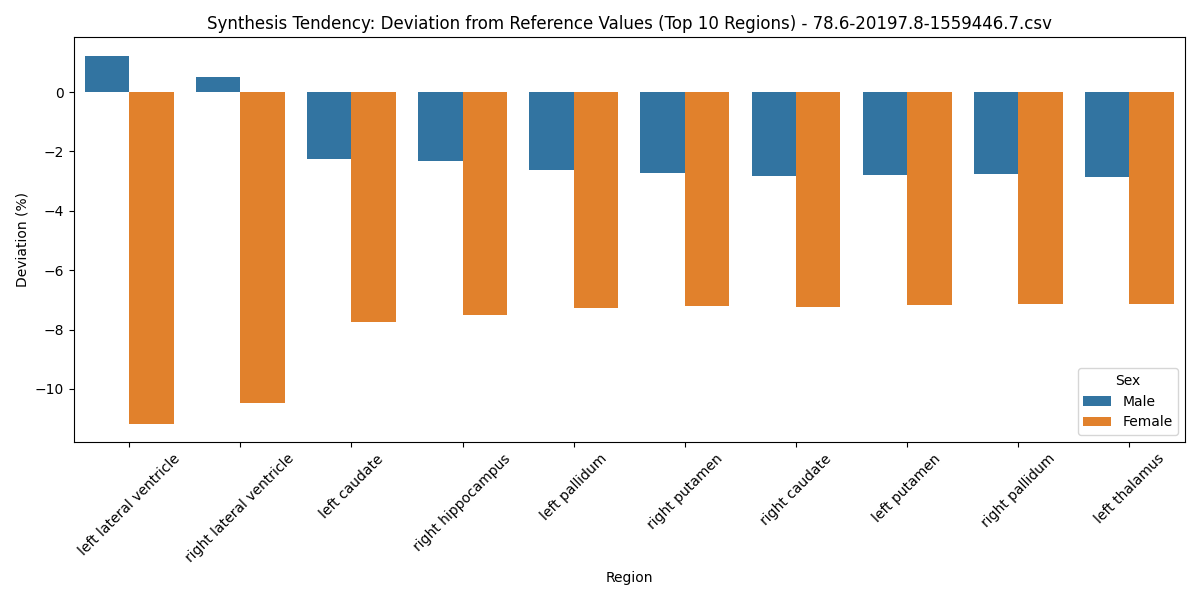 Synthesis Tendency: Deviation from Reference Values (Top 10 Regions) - 78.6-20197.8-1559446.7.csv
Deviation (%)
0
−2
−4
−6
−8
−10
Sex
Male
Female
left lateral ventricle
right lateral ventricle
left caudate
right hippocampus
left pallidum
right putamen
right caudate
left putamen
right pallidum
left thalamus
Region